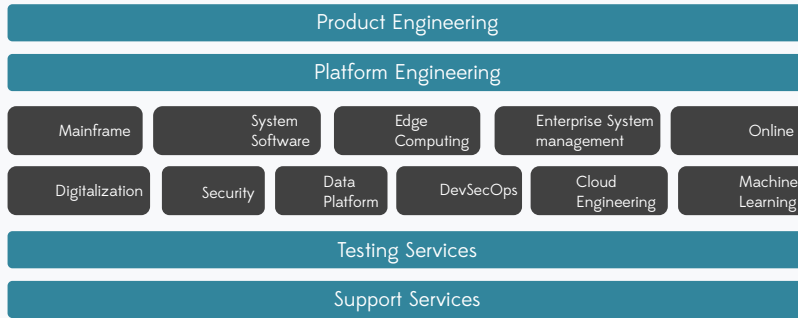 Product Engineering
Platform Engineering
Mainframe
System
Software
Edge
Computing
Enterprise System
management
Online
Digitalization
Security
Data
Platform
DevSecOps
Cloud
Engineering
Machine
Learning
Testing Services
Support Services